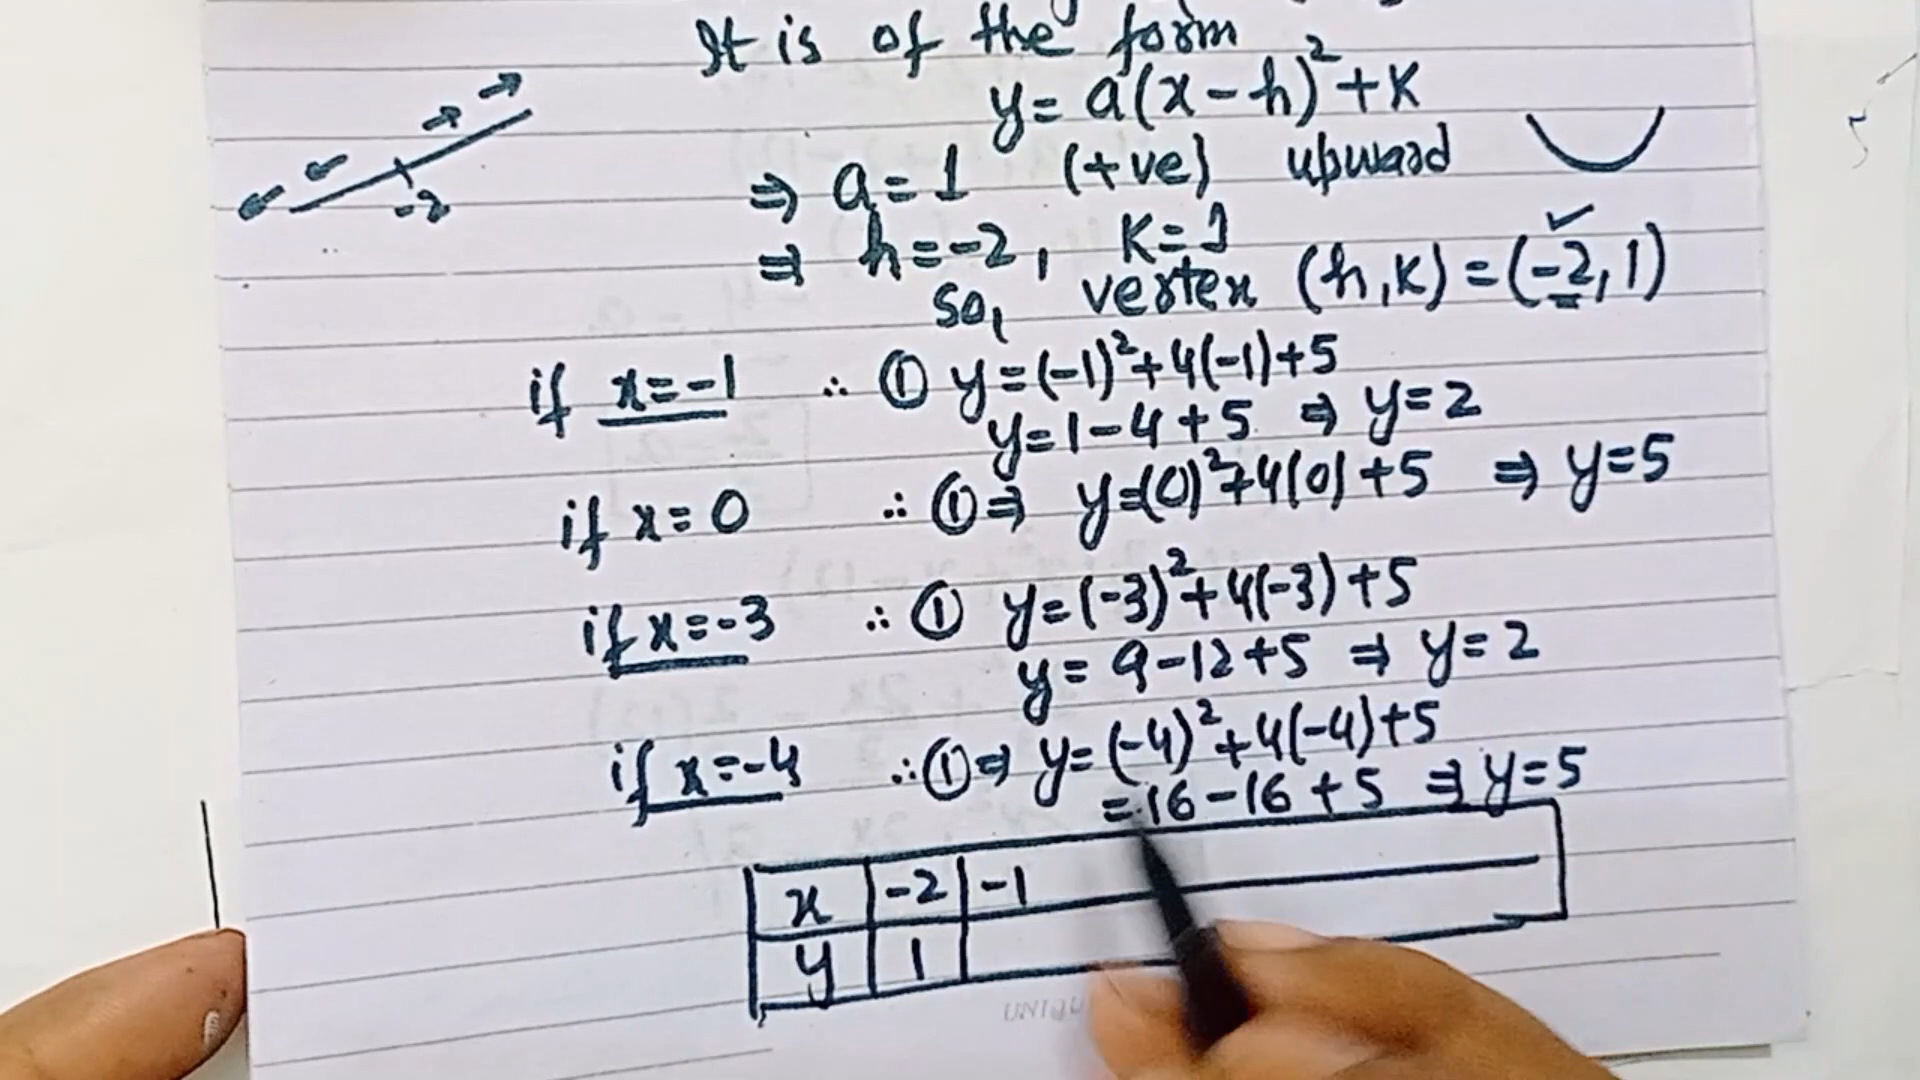 It is of the form
y= a(x-h)²+K
⇒ a=1 (+ve) upward
-2
⇒ h=-2, K=1
so, vertex (h,K)=(-2,1)
if x=-1 ∴ ① y=(-1)²+4(-1)+5
y=1-4+5 ⇒ y=2
if x=0 ∴ ①⇒ y=(0)²+4(0)+5 ⇒ y=5
if x=-3 ∴ ① y=(-3)²+4(-3)+5
y= 9-12+5 ⇒ y=2
if x=-4 ∴ ①⇒ y=(-4)²+4(-4)+5
=16-16+5 ⇒ y=5
x -2 -1
y 1